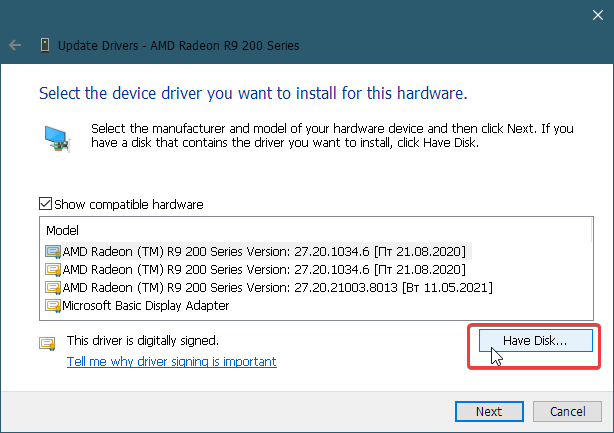 Update Drivers - AMD Radeon R9 200 Series
Select the device driver you want to install for this hardware.
Select the manufacturer and model of your hardware device and then click Next. If you
have a disk that contains the driver you want to install, click Have Disk.
Show compatible hardware
Model
AMD Radeon (TM) R9 200 Series Version: 27.20.1034.6 [Пт 21.08.2020]
AMD Radeon (TM) R9 200 Series Version: 27.20.1034.6 [Пт 21.08.2020]
AMD Radeon (TM) R9 200 Series Version: 27.20.21003.8013 [Вт 11.05.2021]
Microsoft Basic Display Adapter
This driver is digitally signed.
Have Disk...
Tell me why driver signing is important
Next
Cancel